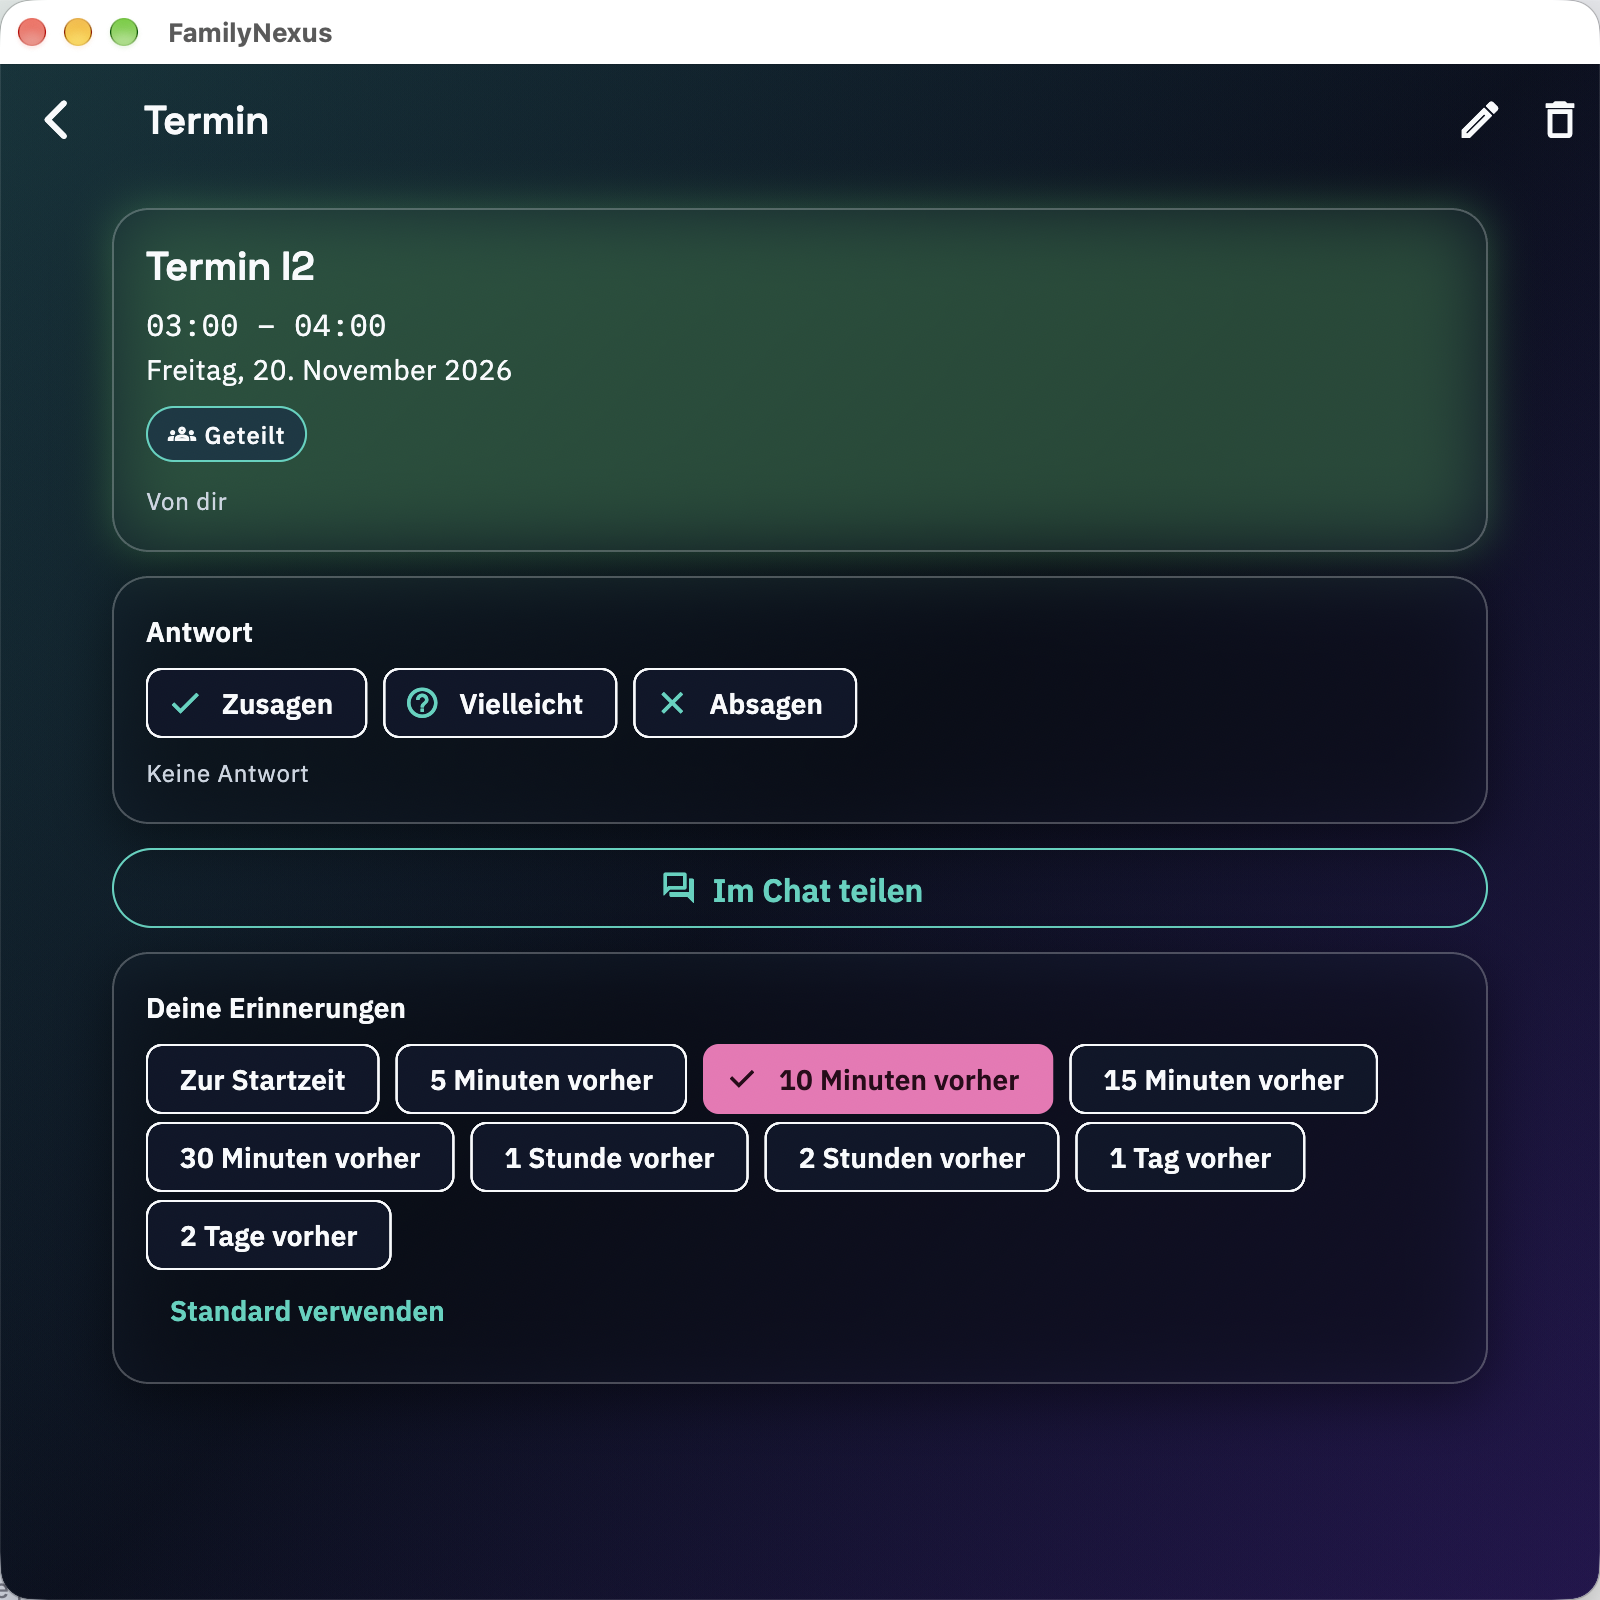 FamilyNexus
Termin
Termin 12
03:00 – 04:00
Freitag, 20. November 2026
Geteilt
Von dir
Antwort
Zusagen Vielleicht Absagen
Keine Antwort
Im Chat teilen
Deine Erinnerungen
Zur Startzeit 5 Minuten vorher 10 Minuten vorher 15 Minuten vorher
30 Minuten vorher 1 Stunde vorher 2 Stunden vorher 1 Tag vorher
2 Tage vorher
Standard verwenden